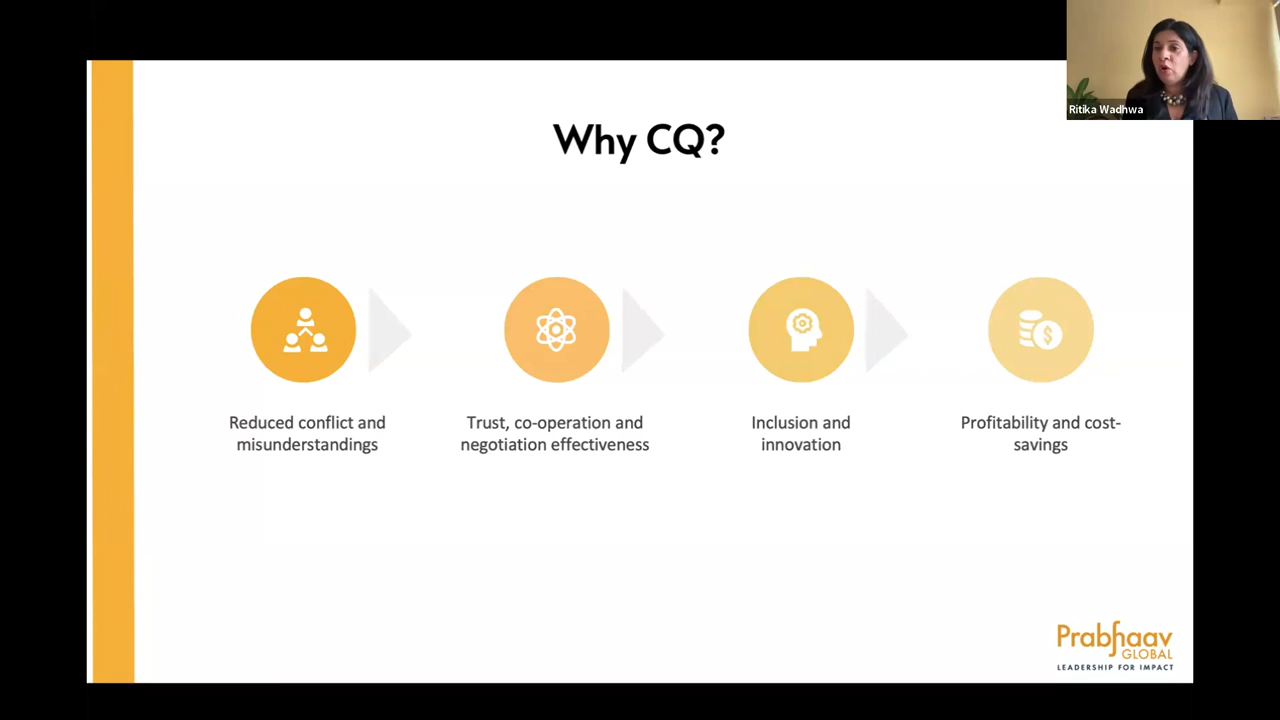 Ritika Wadhwa
Why CQ?
Reduced conflict and
misunderstandings
Trust, co-operation and
negotiation effectiveness
Inclusion and
innovation
Profitability and cost-
savings
Prabhaav
GLOBAL
LEADERSHIP FOR IMPACT